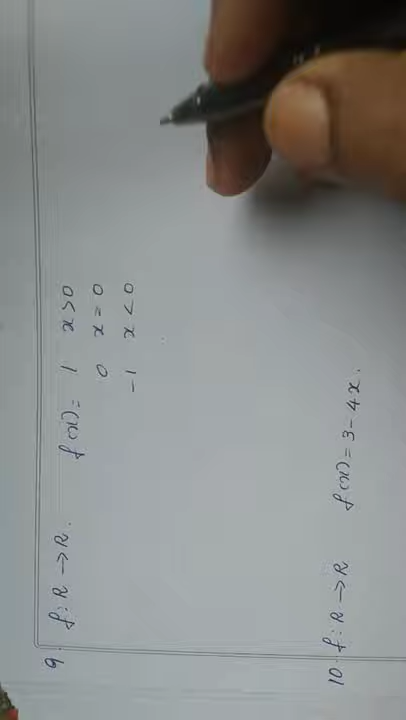 9. f: R → R. f(x) = 1 x > 0
0 x = 0
-1 x < 0
10. f: R → R f(x) = 3 - 4x.